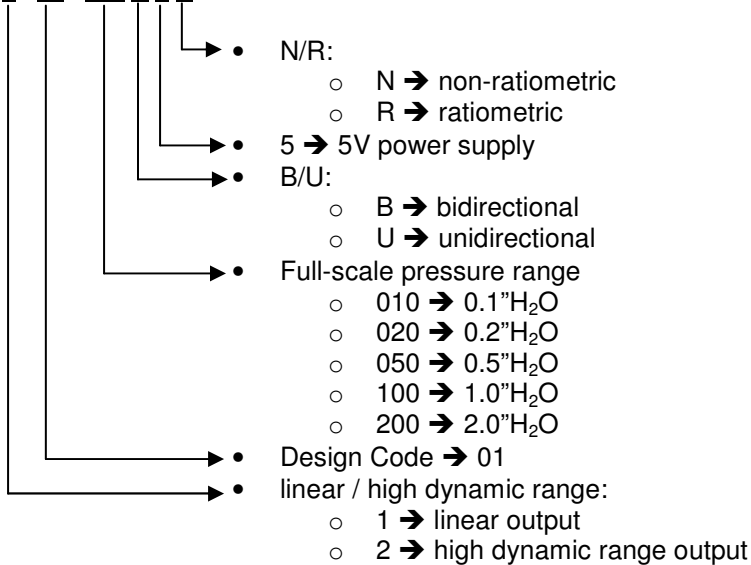 • N/R:
o N ➔ non-ratiometric
o R ➔ ratiometric
• 5 ➔ 5V power supply
• B/U:
o B ➔ bidirectional
o U ➔ unidirectional
• Full-scale pressure range
o 010 ➔ 0.1”H₂O
o 020 ➔ 0.2”H₂O
o 050 ➔ 0.5”H₂O
o 100 ➔ 1.0”H₂O
o 200 ➔ 2.0”H₂O
• Design Code ➔ 01
• linear / high dynamic range:
o 1 ➔ linear output
o 2 ➔ high dynamic range output